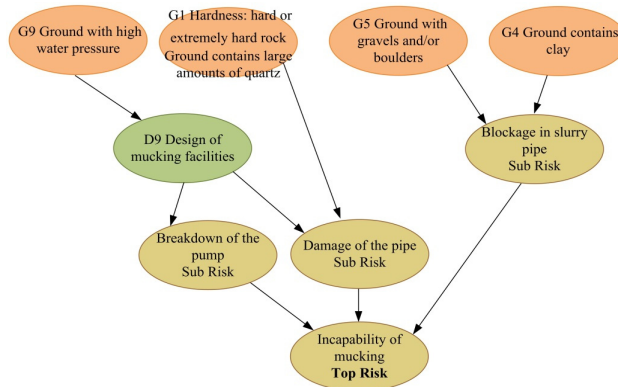 G9 Ground with high
water pressure
G1 Hardness: hard or
extremely hard rock
Ground contains large
amounts of quartz
G5 Ground with
gravels and/or
boulders
G4 Ground contains
clay
D9 Design of
mucking facilities
Blockage in slurry
pipe
Sub Risk
Breakdown of the
pump
Sub Risk
Damage of the pipe
Sub Risk
Incapability of
mucking
Top Risk